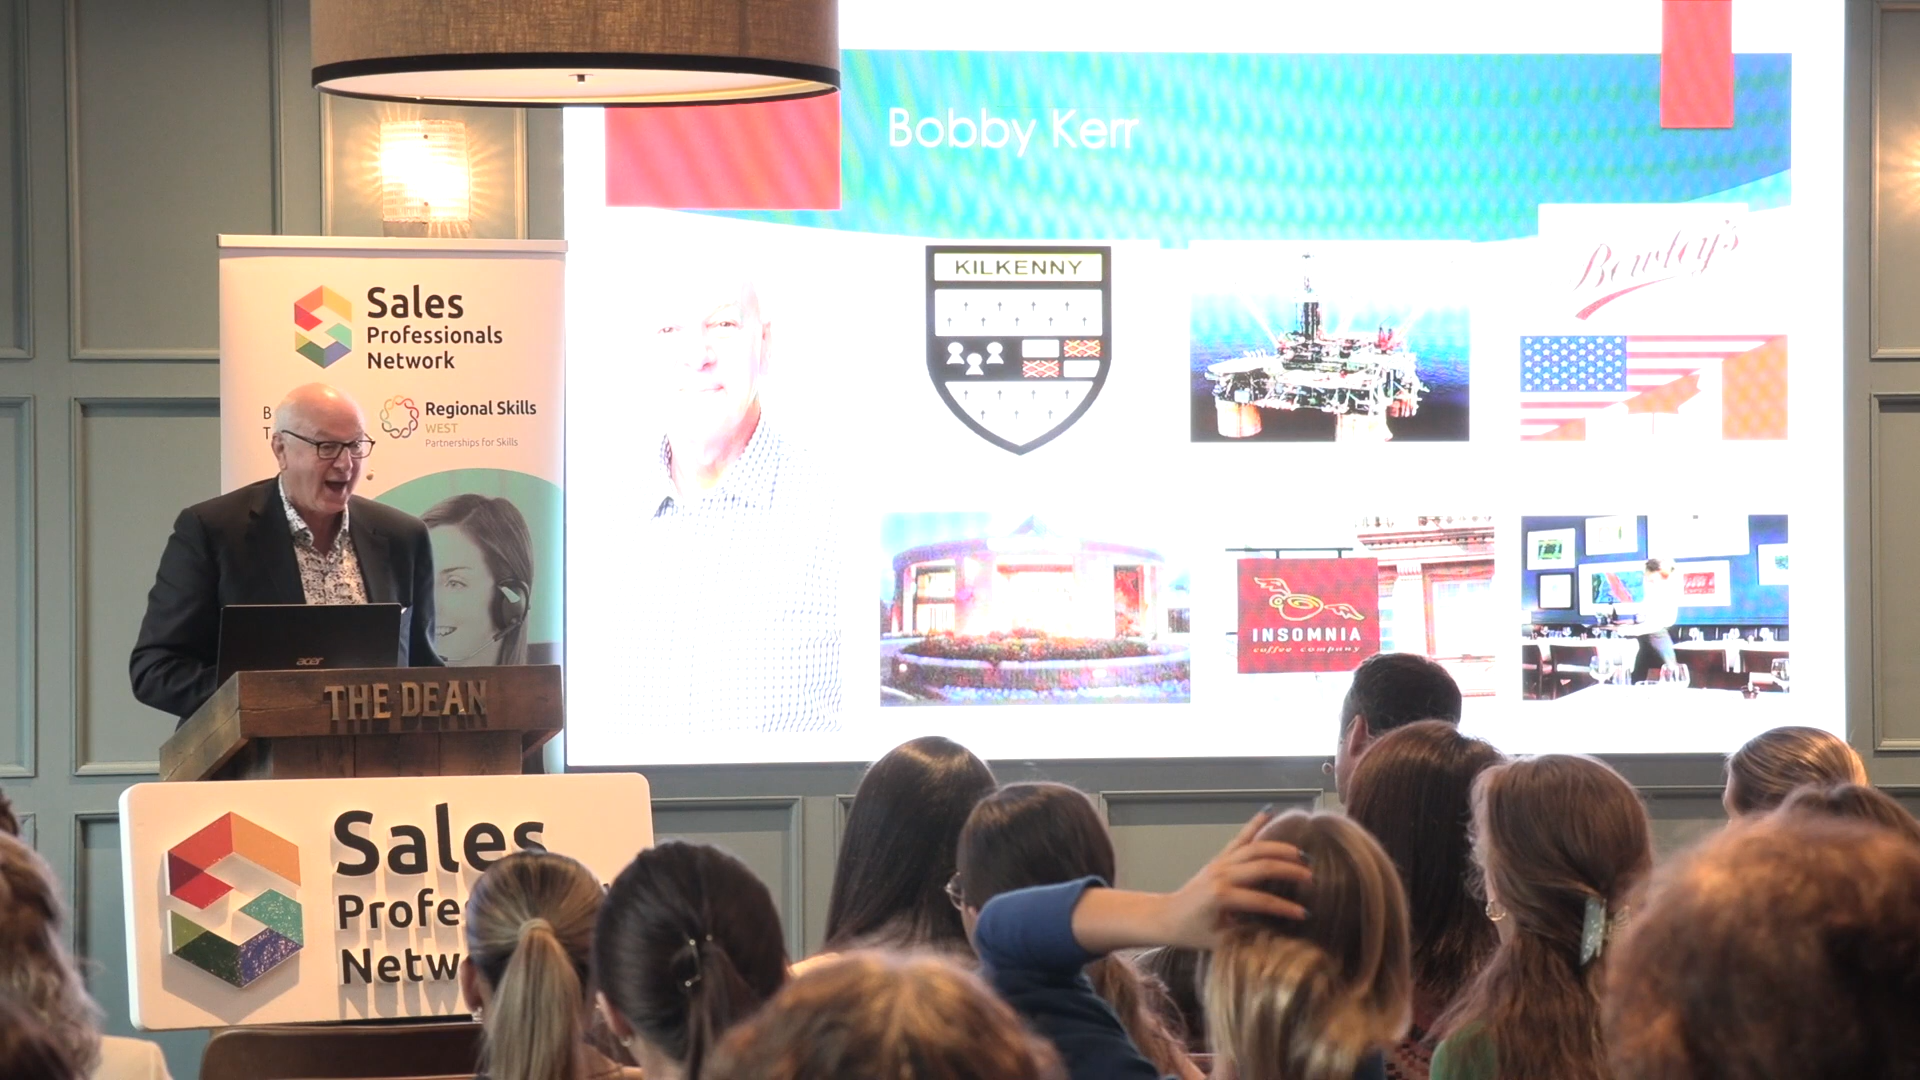 Bobby Kerr
KILKENNY
Bewley's
INSOMNIA
coffee company
Sales
Professionals
Network
B
T
Regional Skills
WEST
Partnerships for Skills
acer
THE DEAN
Sales
Profe
Netw